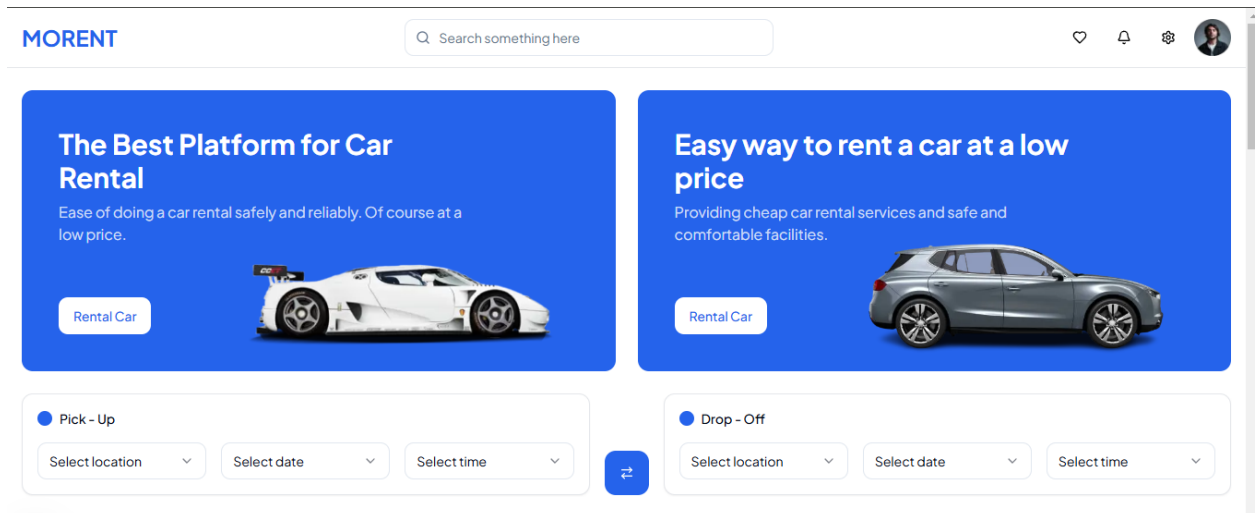 MORENT
Search something here
The Best Platform for Car
Rental
Ease of doing a car rental safely and reliably. Of course at a
low price.
Rental Car
Easy way to rent a car at a low
price
Providing cheap car rental services and safe and
comfortable facilities.
Rental Car
Pick - Up
Select location
Select date
Select time
Drop - Off
Select location
Select date
Select time